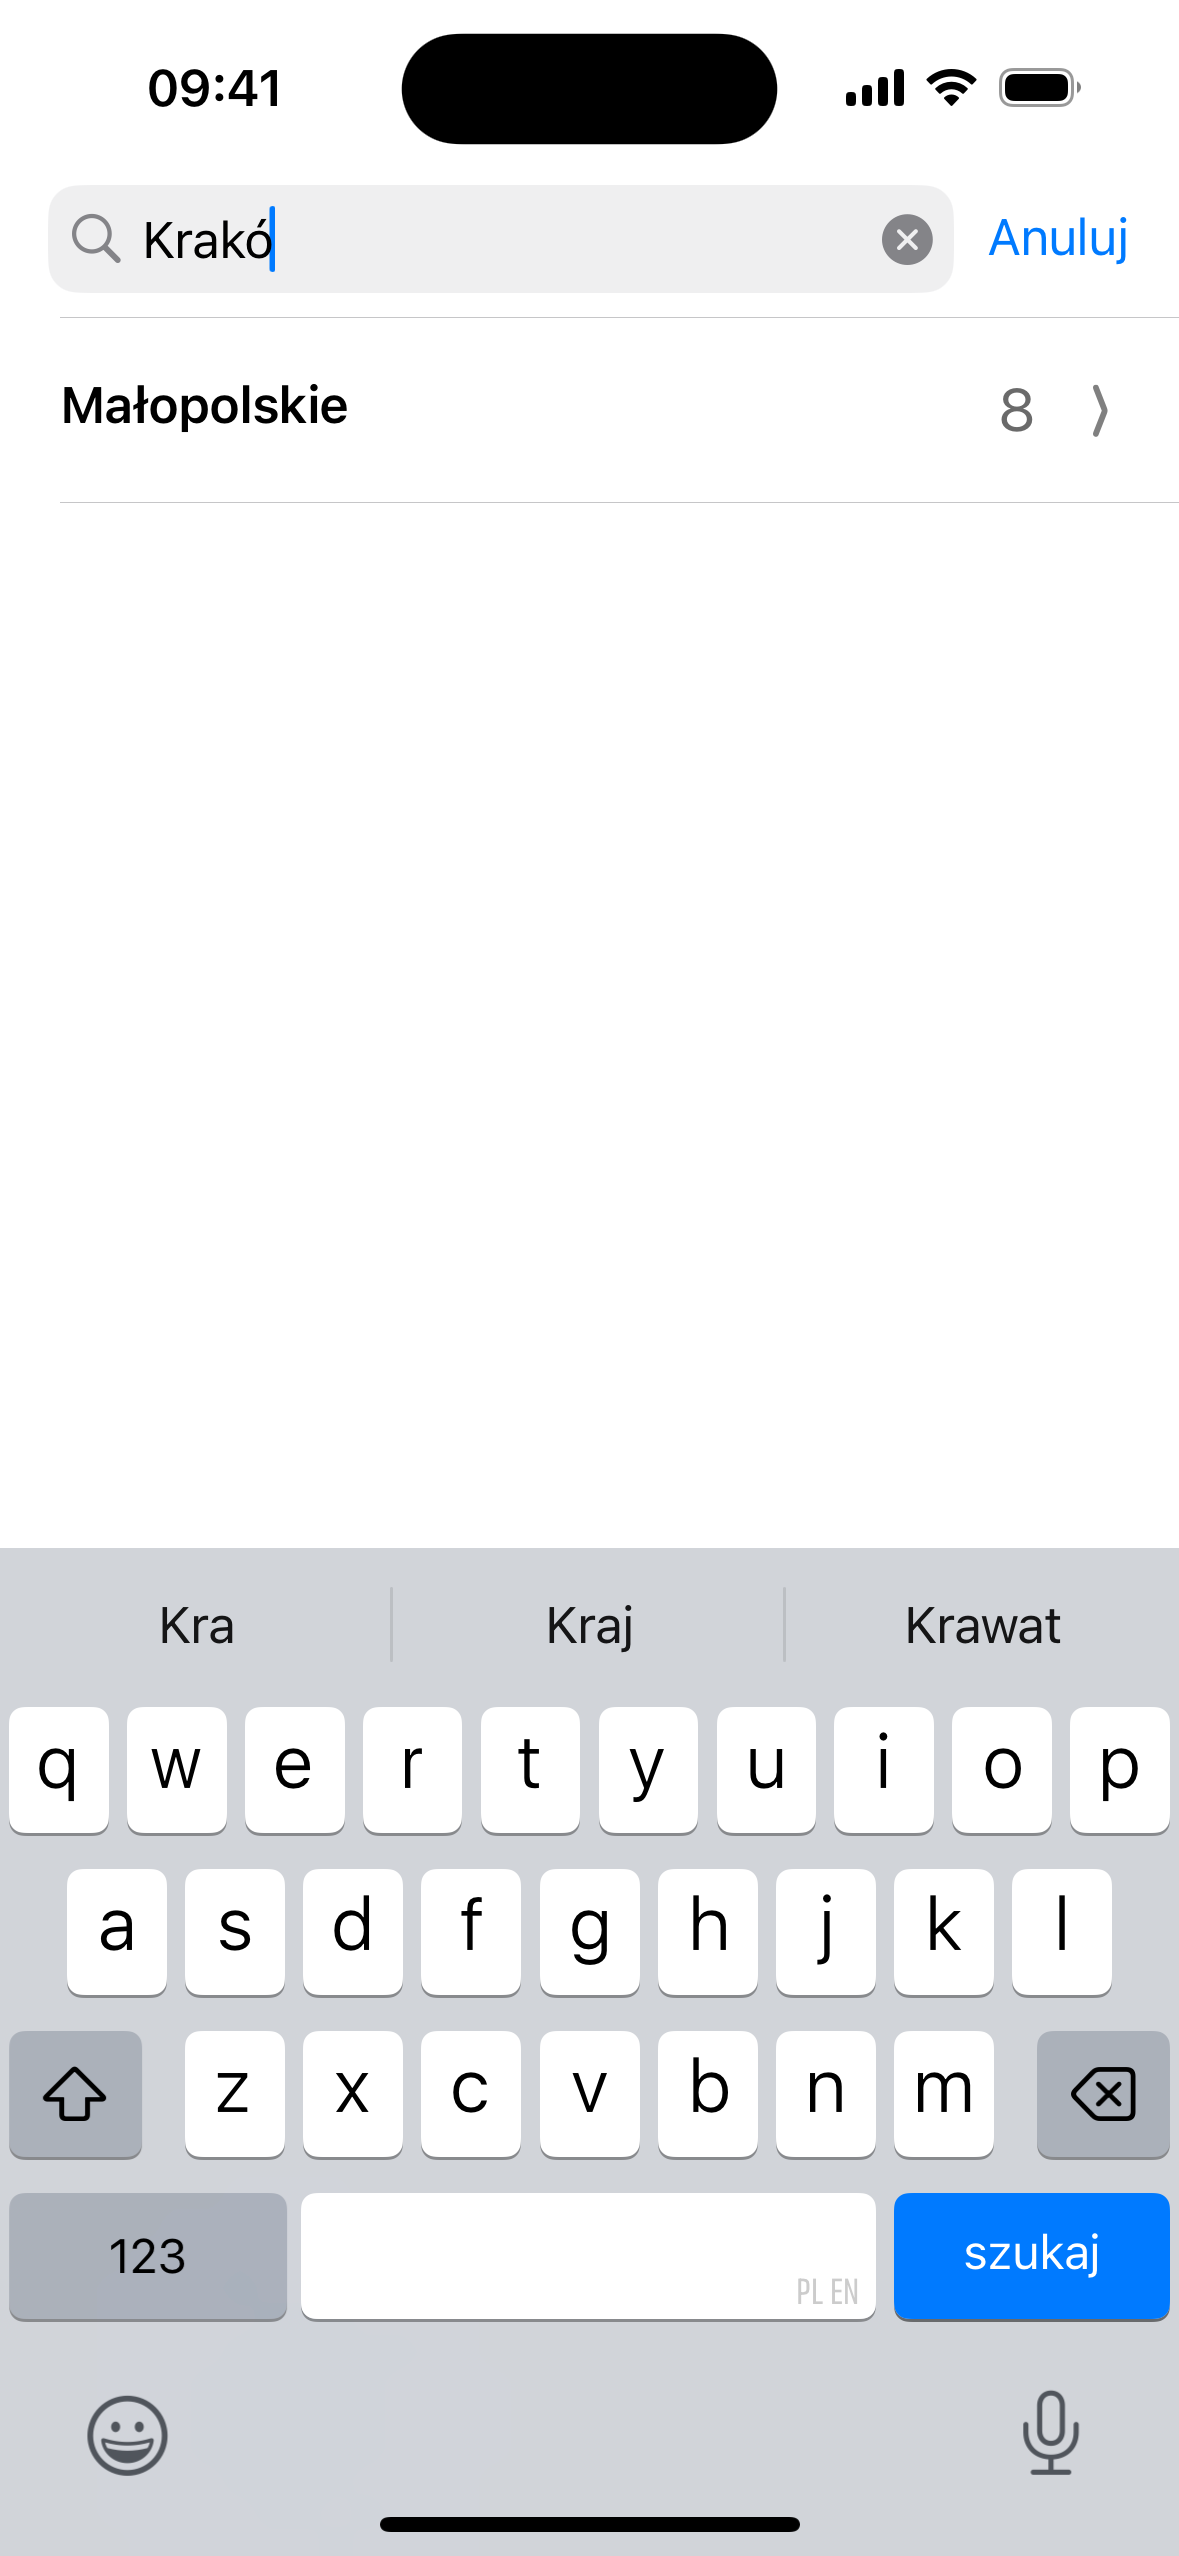 09:41
Krakó
Anuluj
Małopolskie 8
Kra Kraj Krawat
q w e r t y u i o p
a s d f g h j k l
z x c v b n m
123 PL EN szukaj